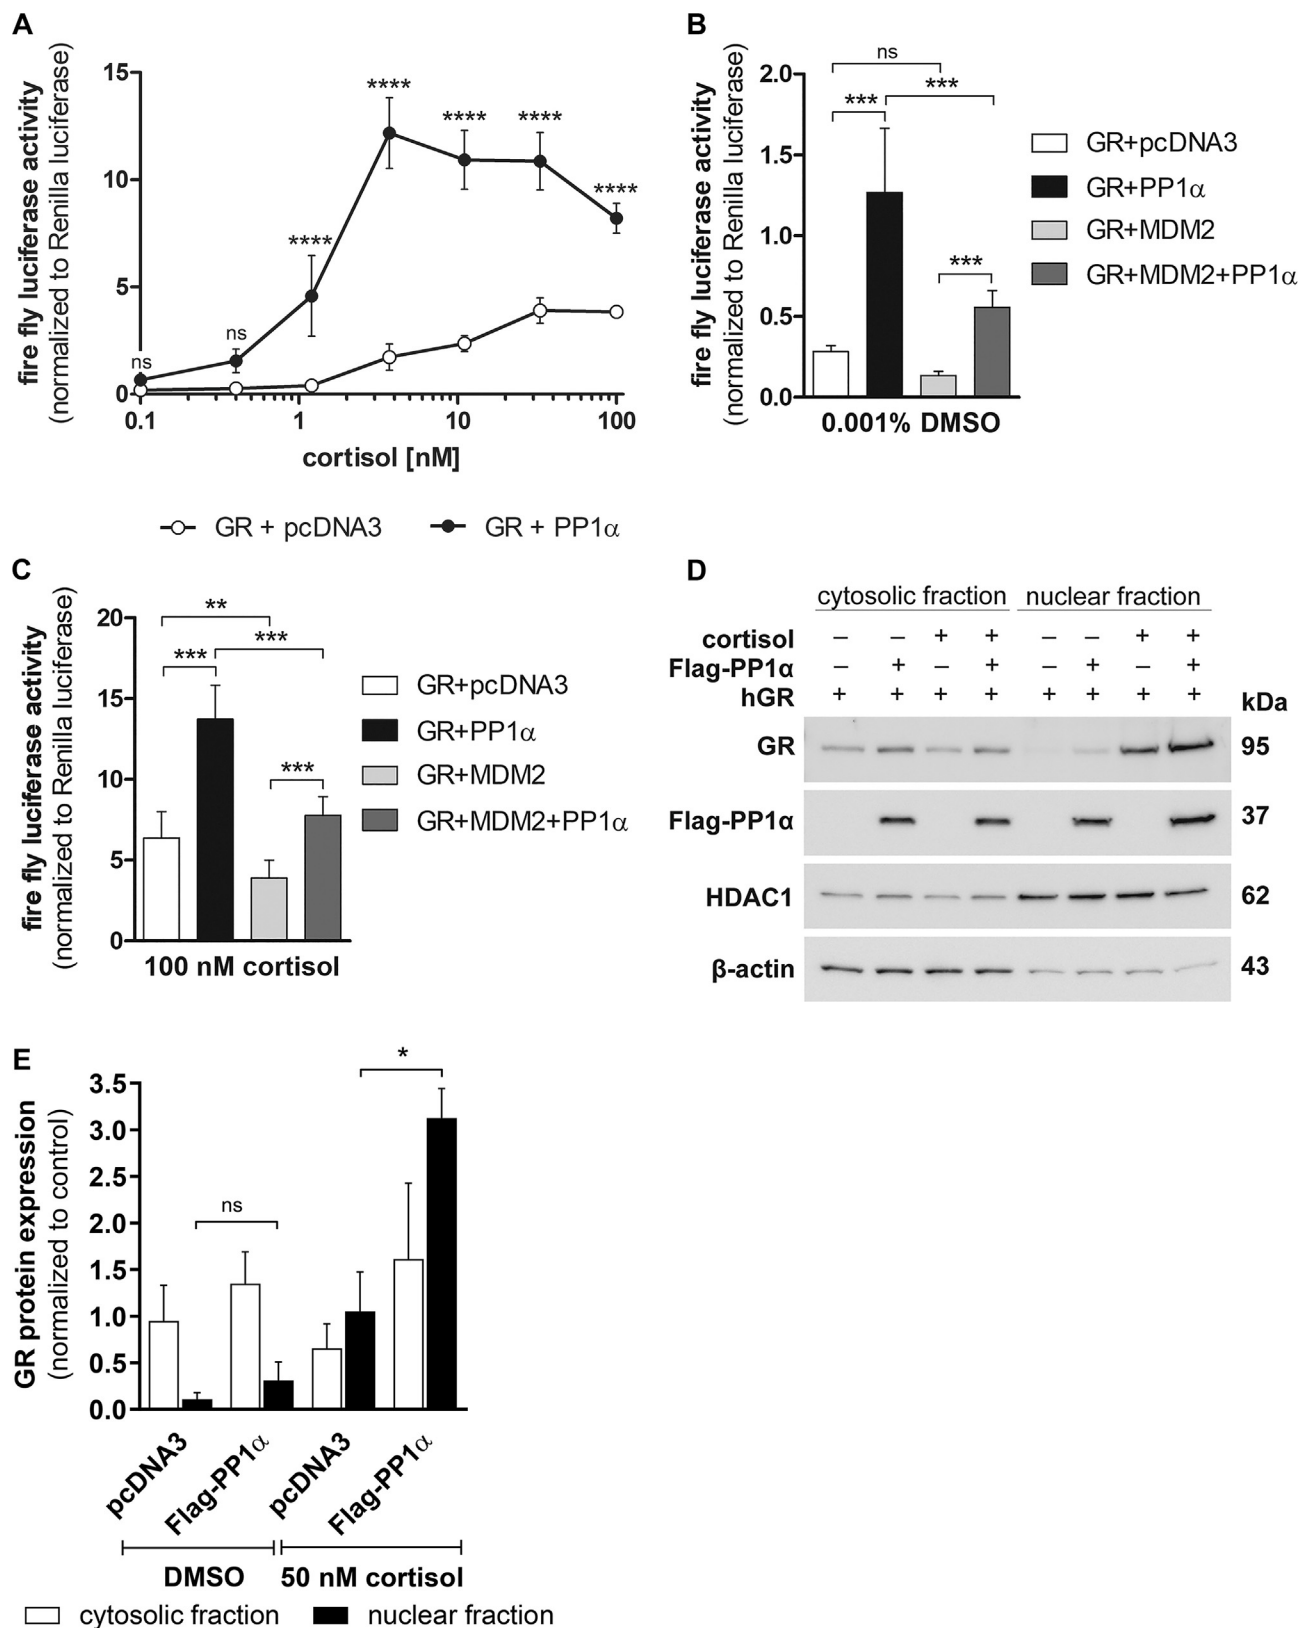 A
fire fly luciferase activity
(normalized to Renilla luciferase)
15
10
5
0
0.1
1
10
100
cortisol [nM]
ns
ns
****
****
****
****
****
GR + pcDNA3
GR + PP1α
B
fire fly luciferase activity
(normalized to Renilla luciferase)
2.0
1.5
1.0
0.5
0.0
ns
***
***
***
0.001% DMSO
GR+pcDNA3
GR+PP1α
GR+MDM2
GR+MDM2+PP1α
C
fire fly luciferase activity
(normalized to Renilla luciferase)
20
15
10
5
0
**
***
***
***
100 nM cortisol
GR+pcDNA3
GR+PP1α
GR+MDM2
GR+MDM2+PP1α
D
cytosolic fraction nuclear fraction
cortisol – – + + – – + +
Flag-PP1α – + – + – + – +
hGR + + + + + + + +
kDa
GR 95
Flag-PP1α 37
HDAC1 62
β-actin 43
E
GR protein expression
(normalized to control)
3.5
3.0
2.5
2.0
1.5
1.0
0.5
0.0
ns
*
pcDNA3
Flag-PP1α
pcDNA3
Flag-PP1α
DMSO
50 nM cortisol
cytosolic fraction
nuclear fraction